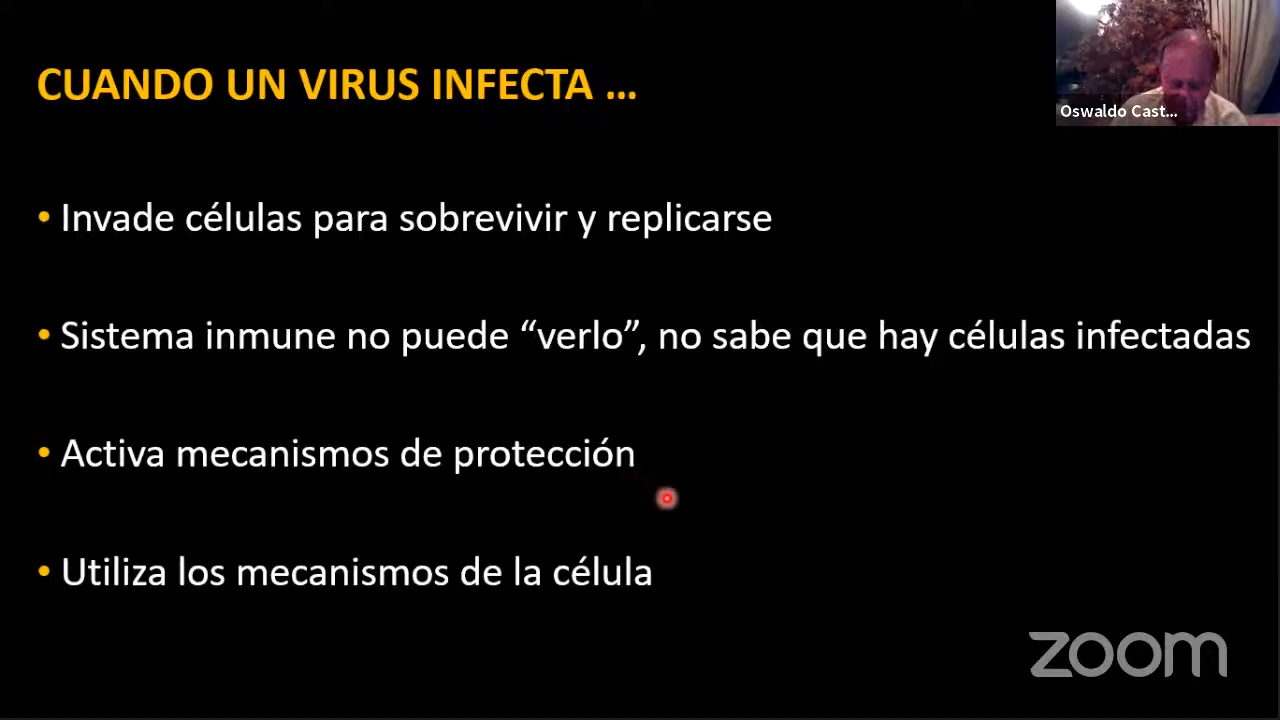 CUANDO UN VIRUS INFECTA ...
Oswaldo Cast...
• Invade células para sobrevivir y replicarse
• Sistema inmune no puede “verlo”, no sabe que hay células infectadas
• Activa mecanismos de protección
• Utiliza los mecanismos de la célula
zoom